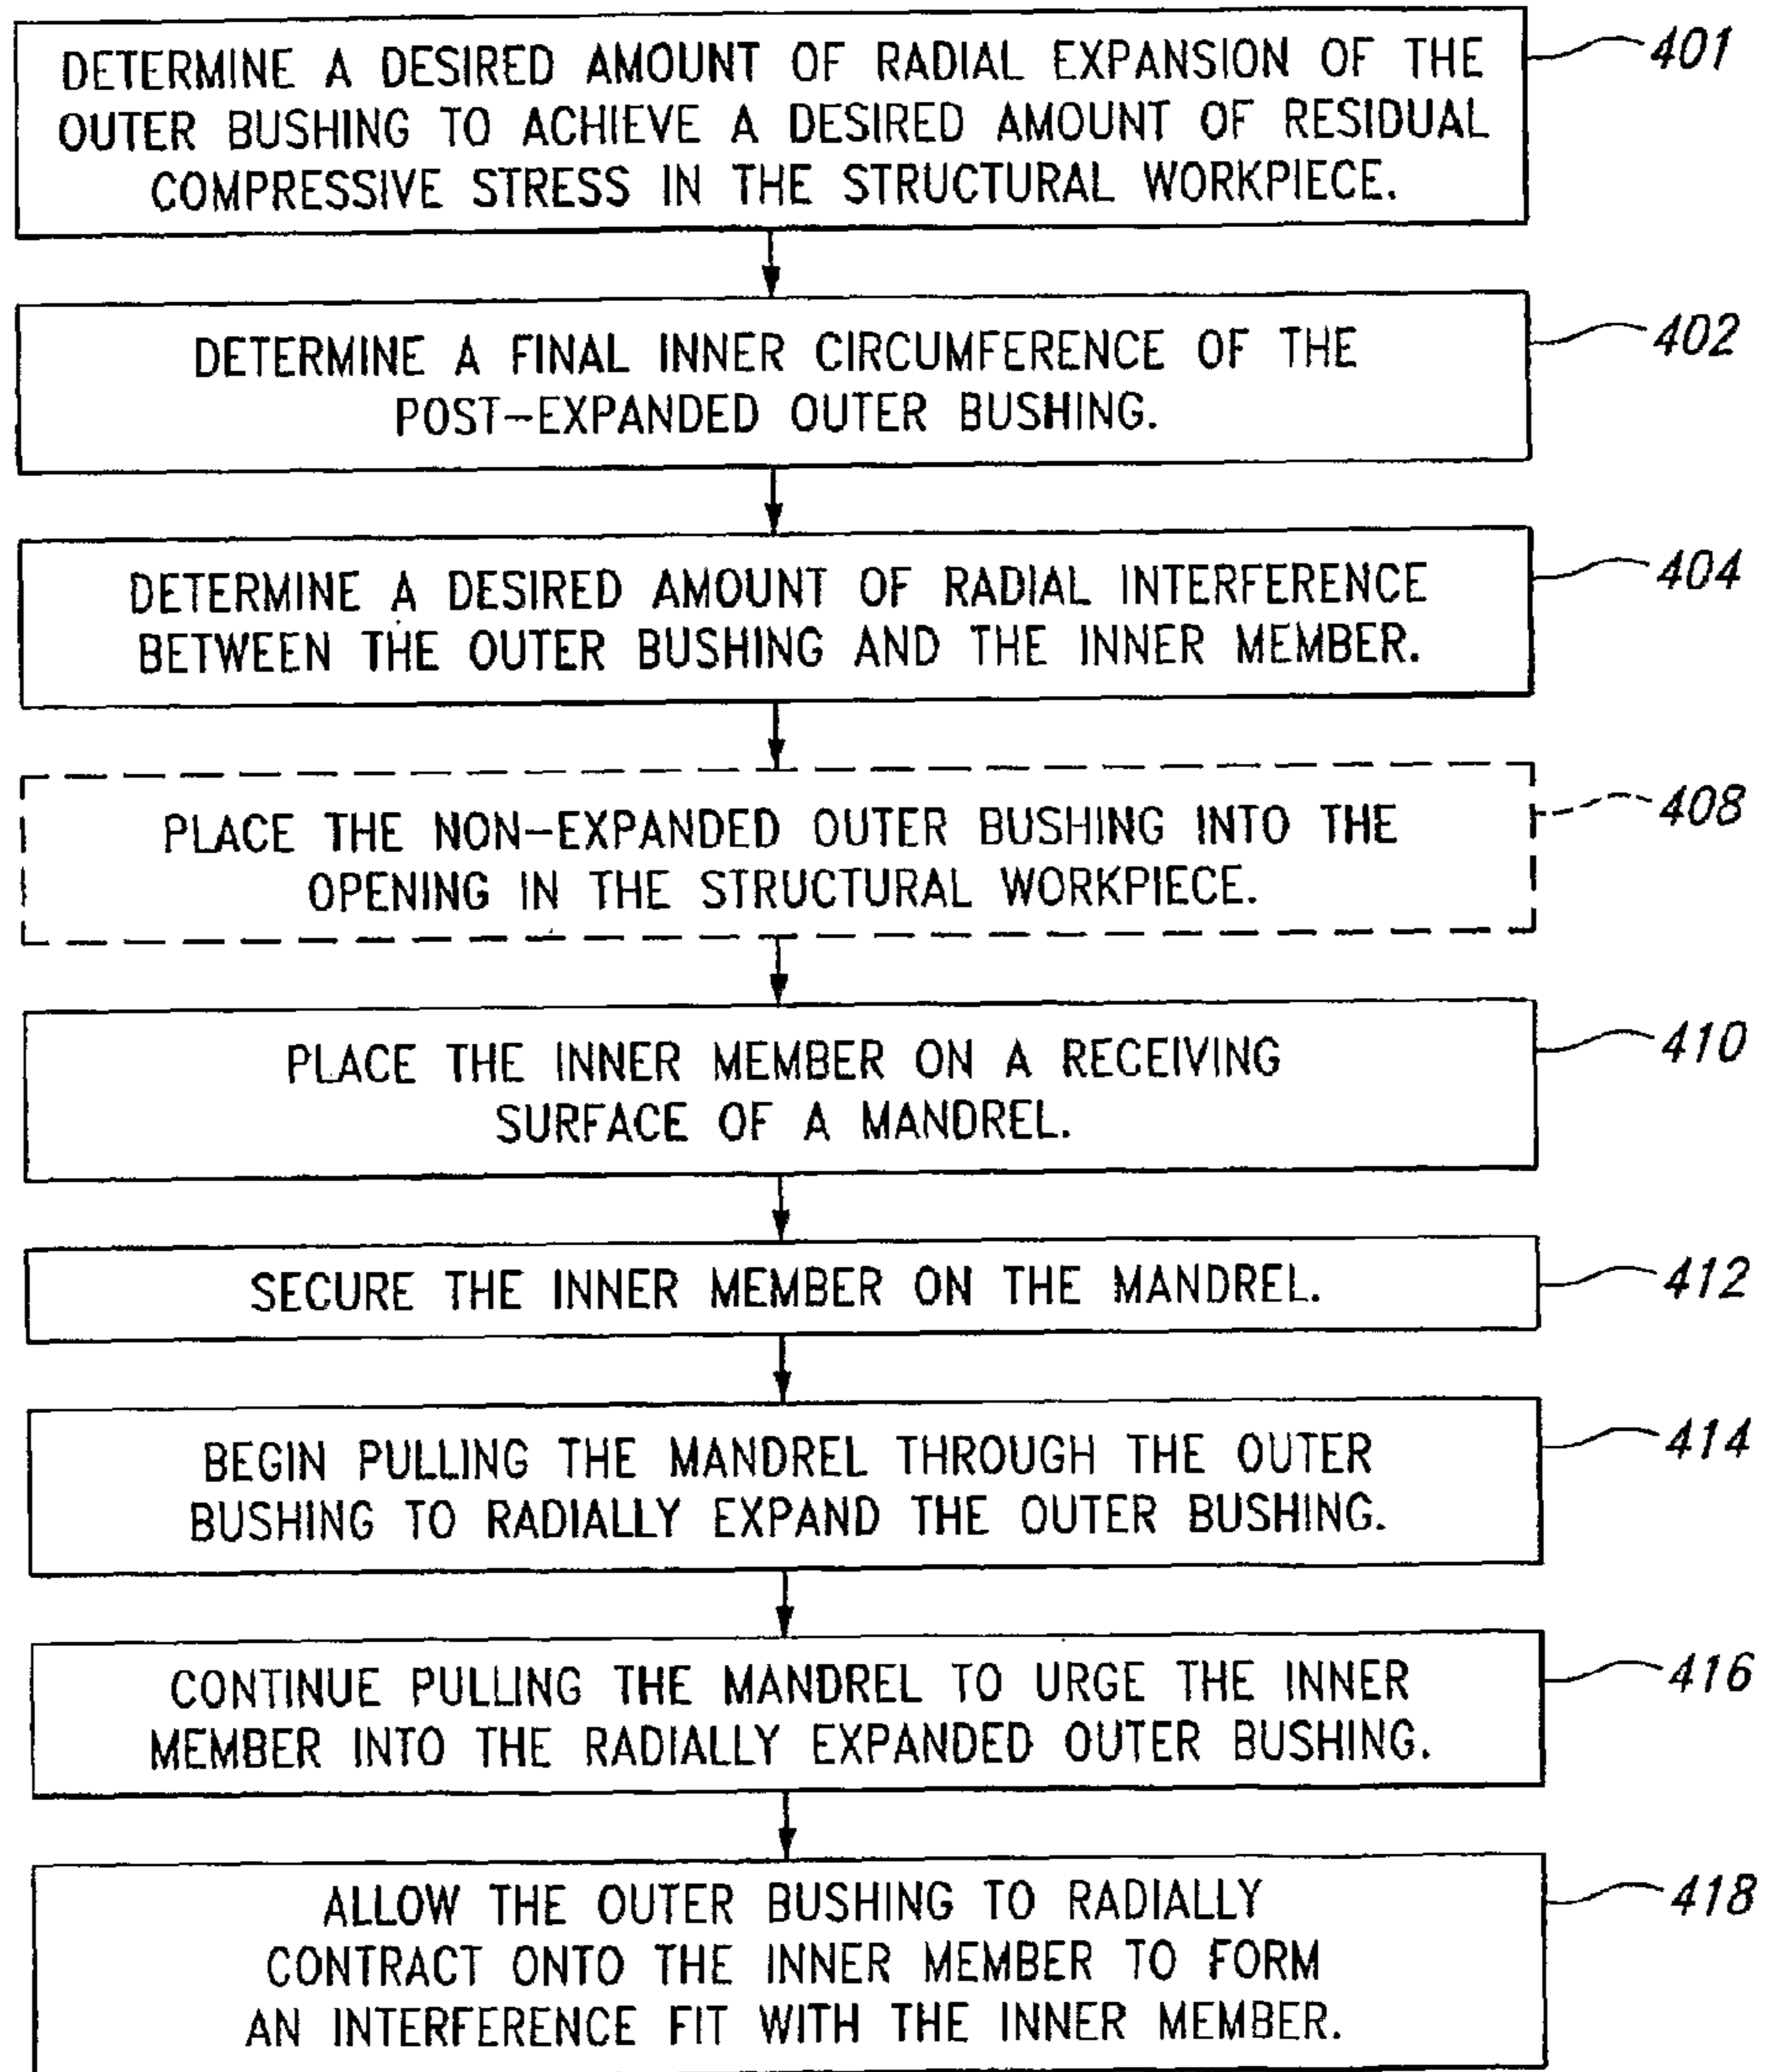 DETERMINE A DESIRED AMOUNT OF RADIAL EXPANSION OF THE
OUTER BUSHING TO ACHIEVE A DESIRED AMOUNT OF RESIDUAL
COMPRESSIVE STRESS IN THE STRUCTURAL WORKPIECE.
401
DETERMINE A FINAL INNER CIRCUMFERENCE OF THE
POST-EXPANDED OUTER BUSHING.
402
DETERMINE A DESIRED AMOUNT OF RADIAL INTERFERENCE
BETWEEN THE OUTER BUSHING AND THE INNER MEMBER.
404
PLACE THE NON-EXPANDED OUTER BUSHING INTO THE
OPENING IN THE STRUCTURAL WORKPIECE.
408
PLACE THE INNER MEMBER ON A RECEIVING
SURFACE OF A MANDREL.
410
SECURE THE INNER MEMBER ON THE MANDREL.
412
BEGIN PULLING THE MANDREL THROUGH THE OUTER
BUSHING TO RADIALLY EXPAND THE OUTER BUSHING.
414
CONTINUE PULLING THE MANDREL TO URGE THE INNER
MEMBER INTO THE RADIALLY EXPANDED OUTER BUSHING.
416
ALLOW THE OUTER BUSHING TO RADIALLY
CONTRACT ONTO THE INNER MEMBER TO FORM
AN INTERFERENCE FIT WITH THE INNER MEMBER.
418